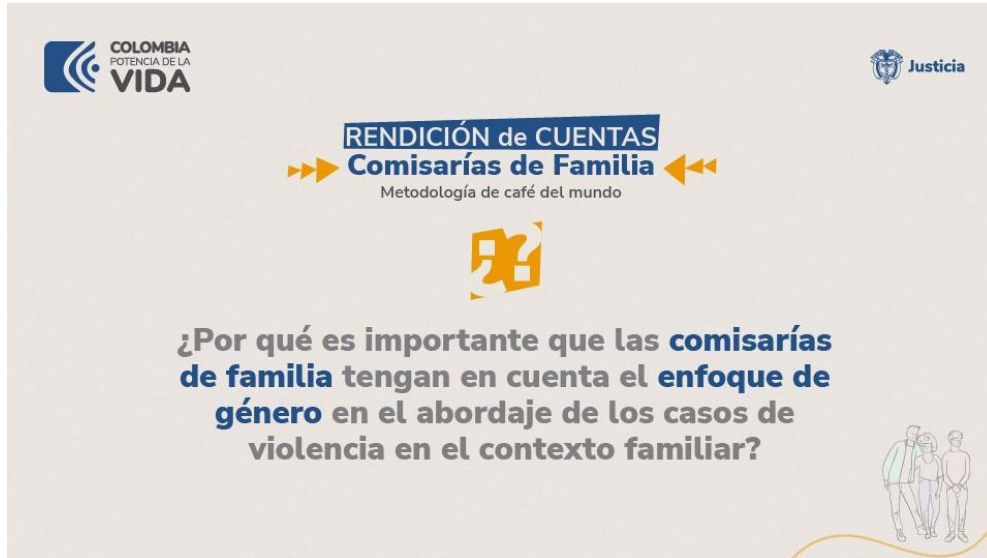 COLOMBIA
POTENCIA DE LA
VIDA
Justicia
RENDICIÓN de CUENTAS
Comisarías de Familia
Metodología de café del mundo
¿?
¿Por qué es importante que las comisarías
de familia tengan en cuenta el enfoque de
género en el abordaje de los casos de
violencia en el contexto familiar?